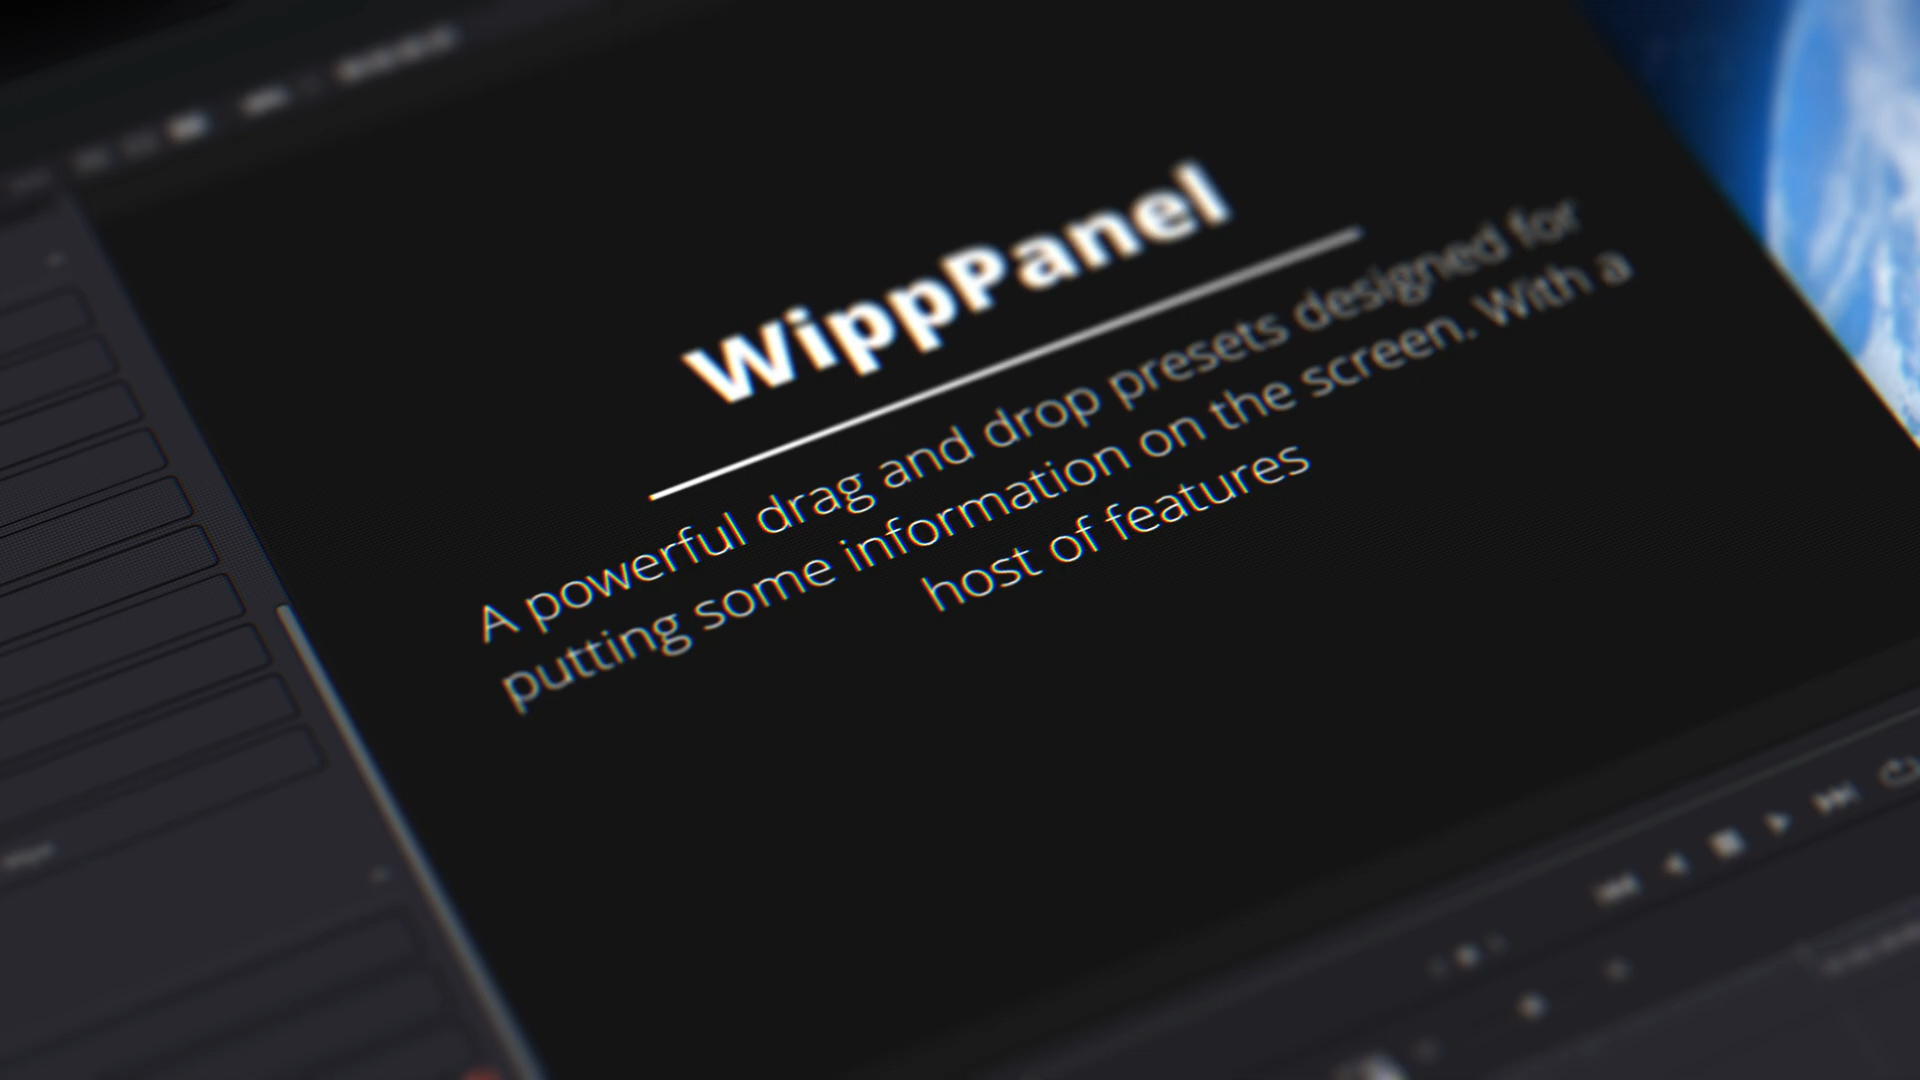 WippPanel
A powerful drag and drop presets designed for
putting some information on the screen. With a
host of features